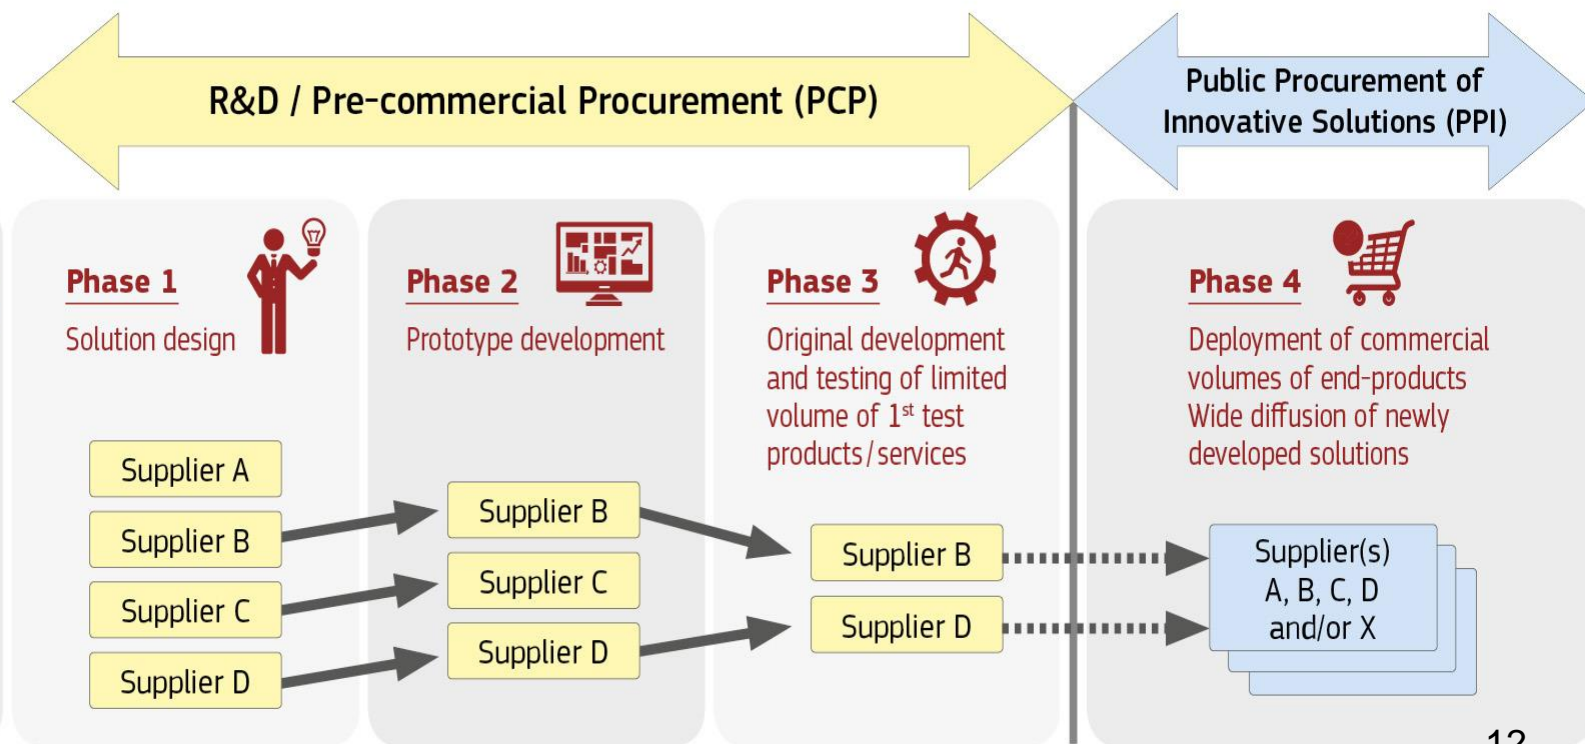 R&D / Pre-commercial Procurement (PCP)
Public Procurement of
Innovative Solutions (PPI)
Phase 1
Solution design
Supplier A
Supplier B
Supplier C
Supplier D
Phase 2
Prototype development
Supplier B
Supplier C
Supplier D
Phase 3
Original development
and testing of limited
volume of 1st test
products/services
Supplier B
Supplier D
Phase 4
Deployment of commercial
volumes of end-products
Wide diffusion of newly
developed solutions
Supplier(s)
A, B, C, D
and/or X
12